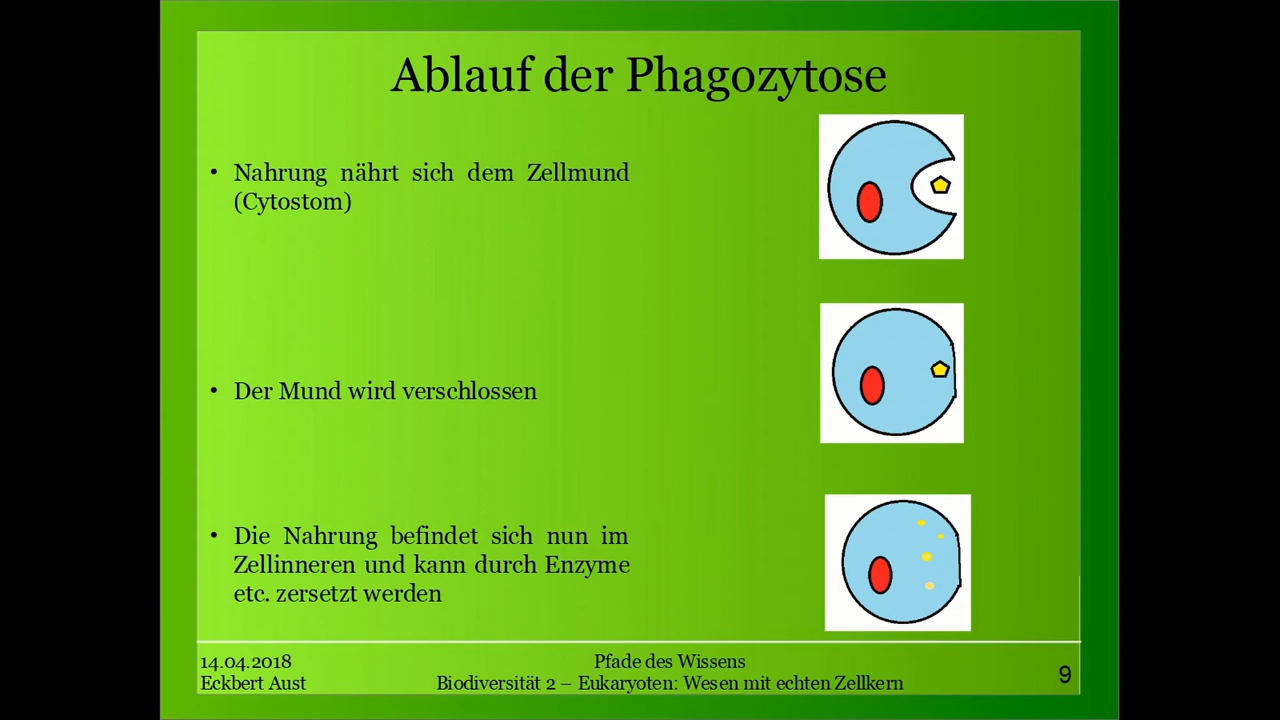 Ablauf der Phagozytose
• Nahrung nährt sich dem Zellmund
(Cytostom)
• Der Mund wird verschlossen
• Die Nahrung befindet sich nun im
Zellinneren und kann durch Enzyme
etc. zersetzt werden
14.04.2018
Eckbert Aust
Pfade des Wissens
Biodiversität 2 – Eukaryoten: Wesen mit echten Zellkern
9